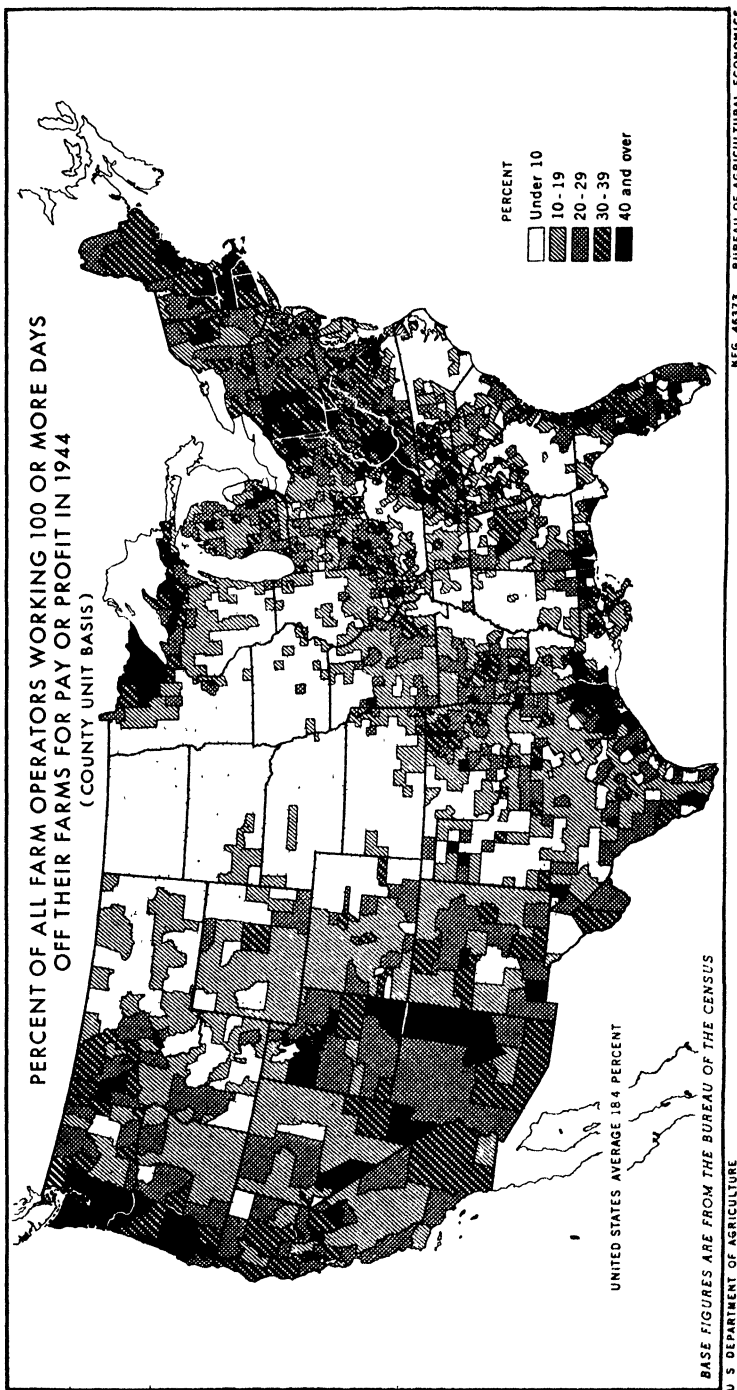 PERCENT OF ALL FARM OPERATORS WORKING 100 OR MORE DAYS
OFF THEIR FARMS FOR PAY OR PROFIT IN 1944
(COUNTY UNIT BASIS)
PERCENT
Under 10
10-19
20-29
30-39
40 and over
UNITED STATES AVERAGE 18.4 PERCENT
BASE FIGURES ARE FROM THE BUREAU OF THE CENSUS
U S DEPARTMENT OF AGRICULTURE
NEG. 46373 BUREAU OF AGRICULTURAL ECONOMICS